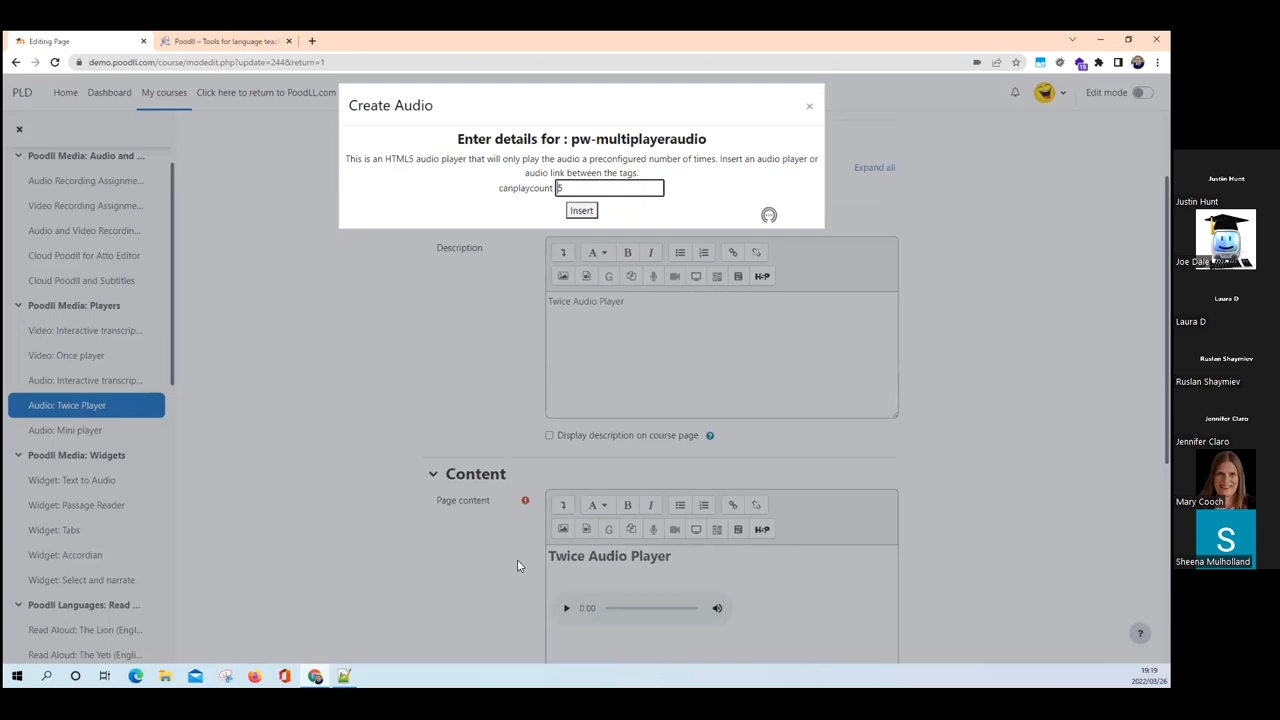 Editing Page
Poodll – Tools for language teac
demo.poodll.com/course/modedit.php?update=244&return=1
18
PLD
Home
Dashboard
My courses
Click here to return to PoodLL.com
Edit mode
Create Audio
×
Enter details for : pw-multiplayeraudio
This is an HTML5 audio player that will only play the audio a preconfigured number of times. Insert an audio player or
audio link between the tags.
canplaycount 5
Insert
Expand all
Poodll Media: Audio and ...
Audio Recording Assignme...
Video Recording Assignme...
Audio and Video Recordin...
Cloud Poodll for Atto Editor
Cloud Poodll and Subtitles
Poodll Media: Players
Video: Interactive transcrip...
Video: Once player
Audio: Interactive transcrip...
Audio: Twice Player
Audio: Mini player
Poodll Media: Widgets
Widget: Text to Audio
Widget: Passage Reader
Widget: Tabs
Widget: Accordian
Widget: Select and narrate
Poodll Languages: Read ...
Read Aloud: The Lion (Engl...
Read Aloud: The Yeti (Engli...
Description
A B I
G H-P
Twice Audio Player
Display description on course page ?
Content
Page content
A B I
G H-P
Twice Audio Player
0:00
?
19:19
2022/03/26
Justin Hunt
Justin Hunt
Joe Dale
Laura D
Laura D
Ruslan Shaymiev
Ruslan Shaymiev
Jennifer Claro
Jennifer Claro
Mary Cooch
S
Sheena Mulholland